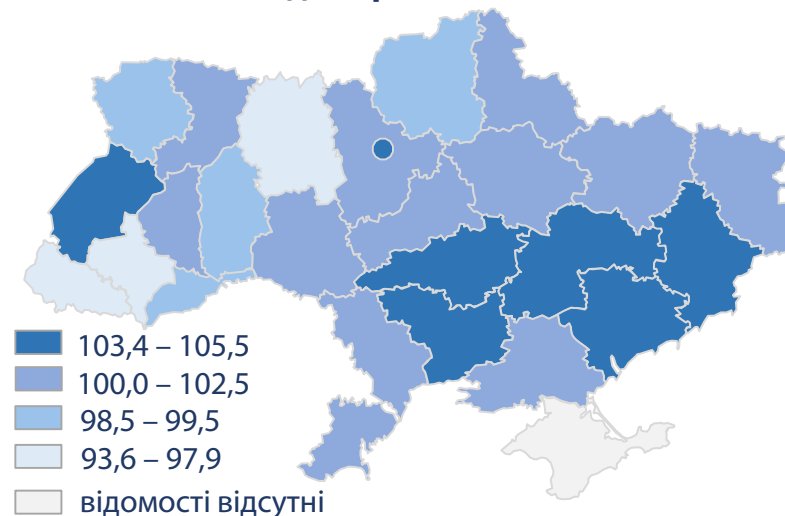 103,4 – 105,5
100,0 – 102,5
98,5 – 99,5
93,6 – 97,9
відомості відсутні